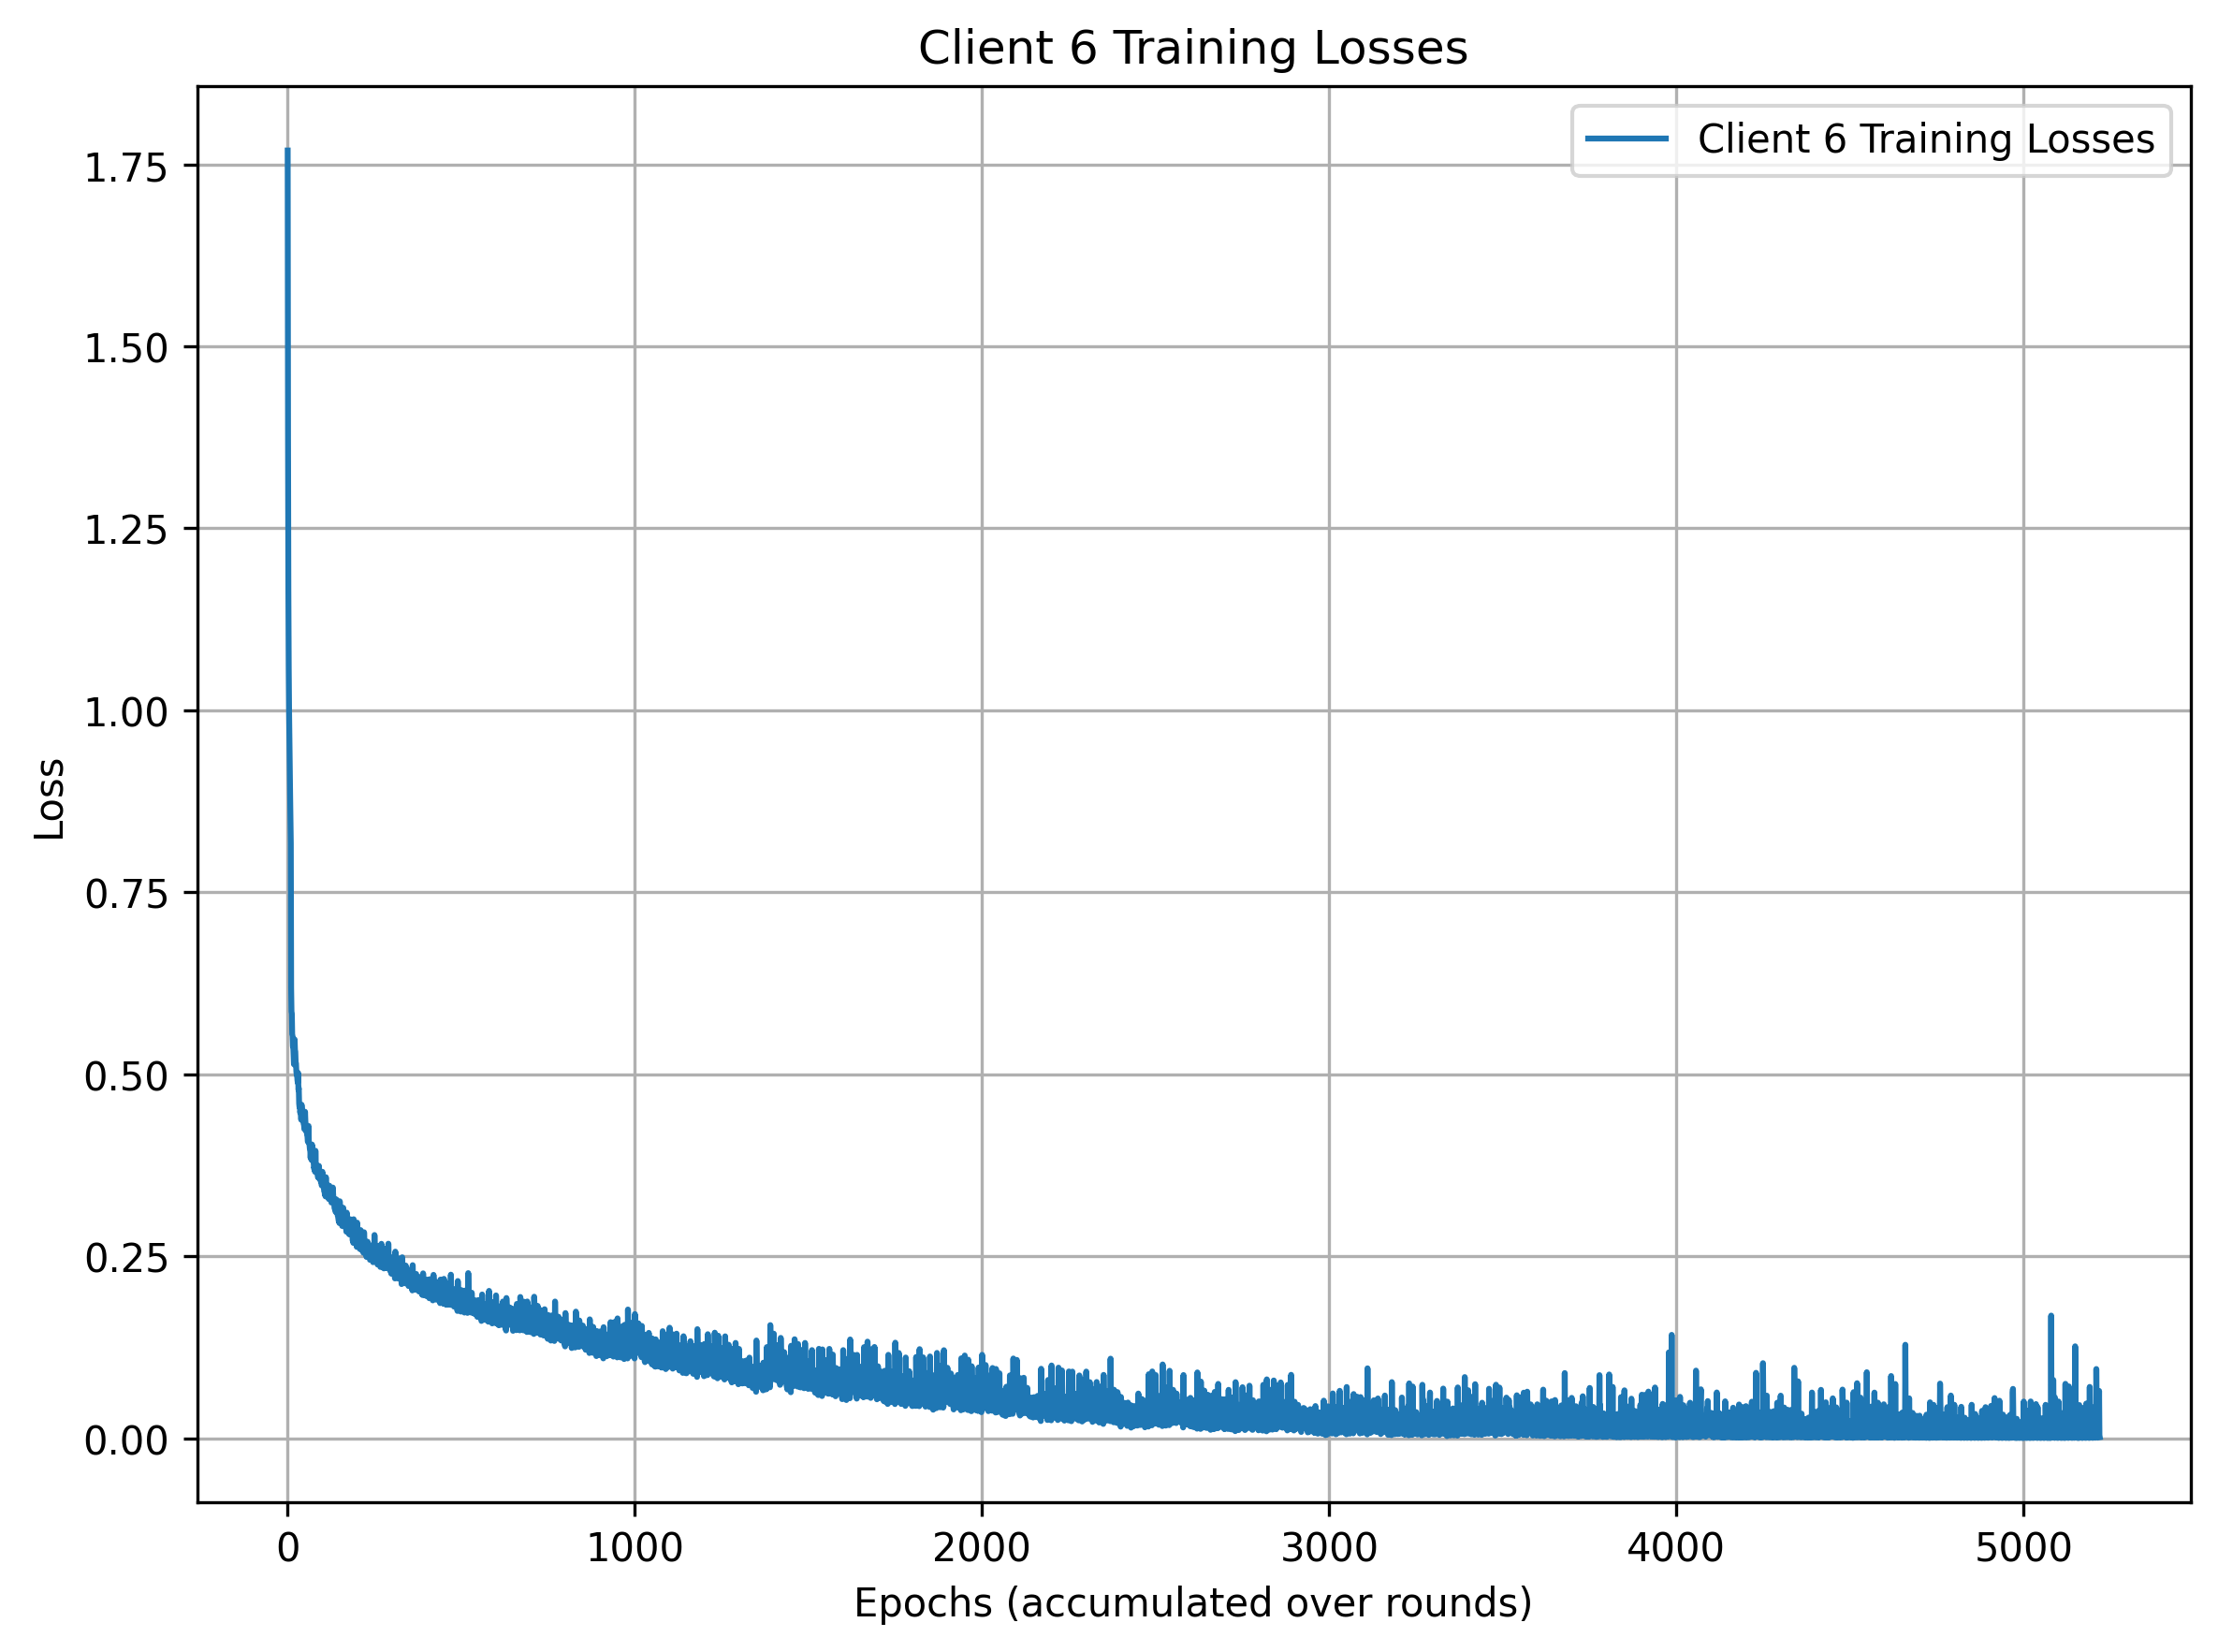 Client 6 Training Losses
Client 6 Training Losses
1.75
1.50
1.25
1.00
0.75
0.50
0.25
0.00
Loss
0 1000 2000 3000 4000 5000
Epochs (accumulated over rounds)